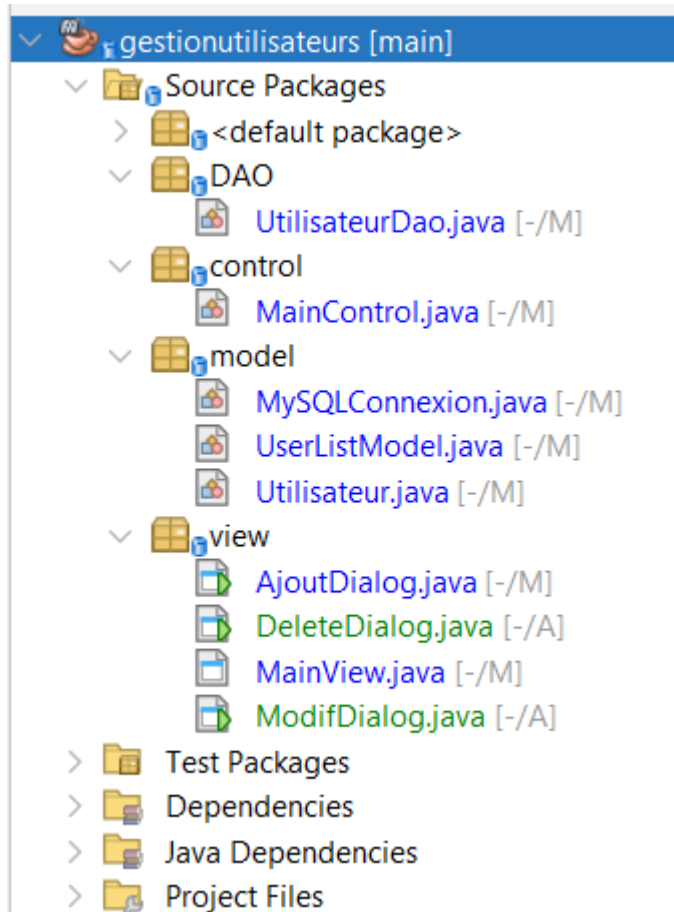 gestionutilisateurs [main]
Source Packages
<default package>
DAO
UtilisateurDao.java [-/M]
control
MainControl.java [-/M]
model
MySQLConnexion.java [-/M]
UserListModel.java [-/M]
Utilisateur.java [-/M]
view
AjoutDialog.java [-/M]
DeleteDialog.java [-/A]
MainView.java [-/M]
ModifDialog.java [-/A]
Test Packages
Dependencies
Java Dependencies
Project Files